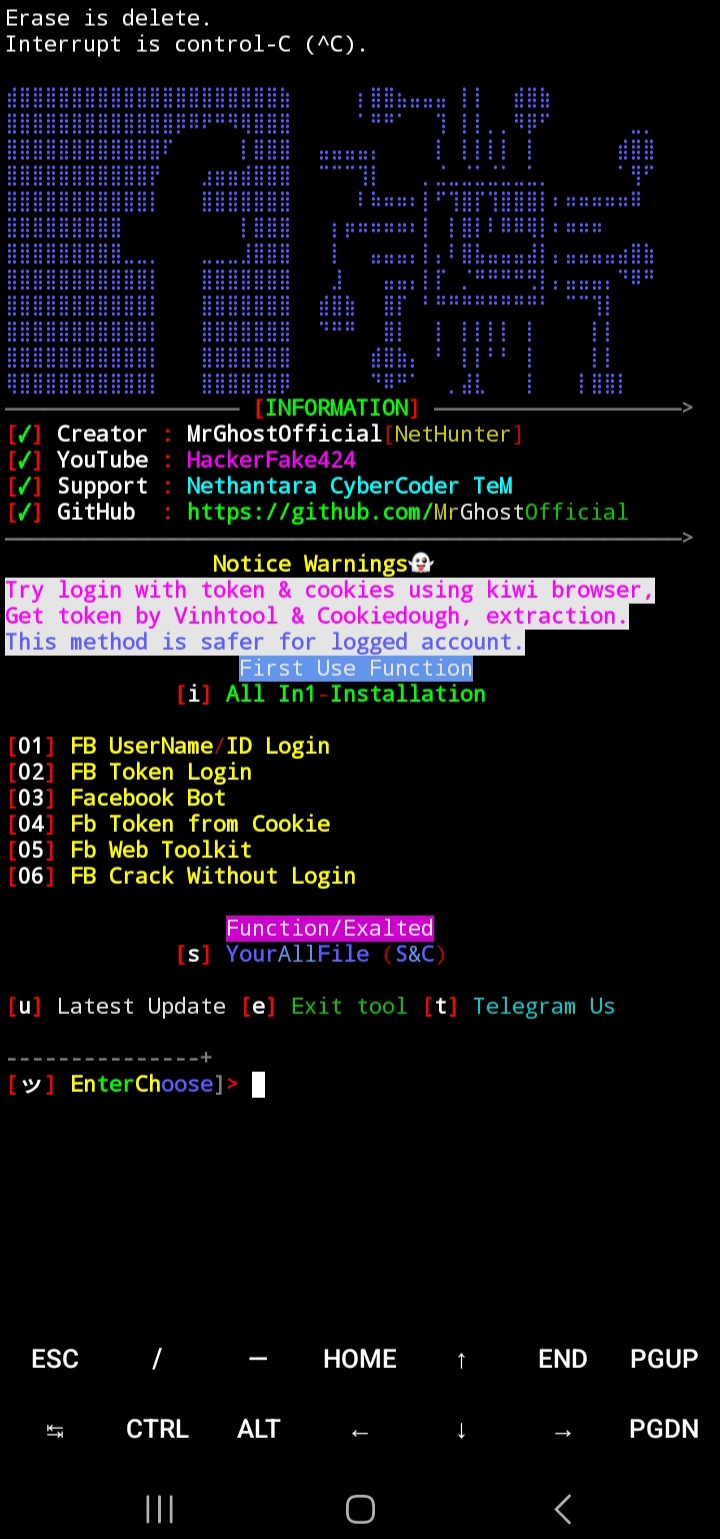 Erase is delete.
Interrupt is control-C (^C).
[INFORMATION]
[✓] Creator : MrGhostOfficial[NetHunter]
[✓] YouTube : HackerFake424
[✓] Support : Nethantara CyberCoder TeM
[✓] GitHub : https://github.com/MrGhostOfficial
Notice Warnings👻
Try login with token & cookies using kiwi browser,
Get token by Vinhtool & Cookiedough, extraction.
This method is safer for logged account.
First Use Function
[i] All In1-Installation
[01] FB UserName/ID Login
[02] FB Token Login
[03] Facebook Bot
[04] Fb Token from Cookie
[05] Fb Web Toolkit
[06] FB Crack Without Login
Function/Exalted
[s] YourAllFile (S&C)
[u] Latest Update [e] Exit tool [t] Telegram Us
---------------+
[ツ] EnterChoose]>
ESC / — HOME ↑ END PGUP
↹ CTRL ALT ← ↓ → PGDN